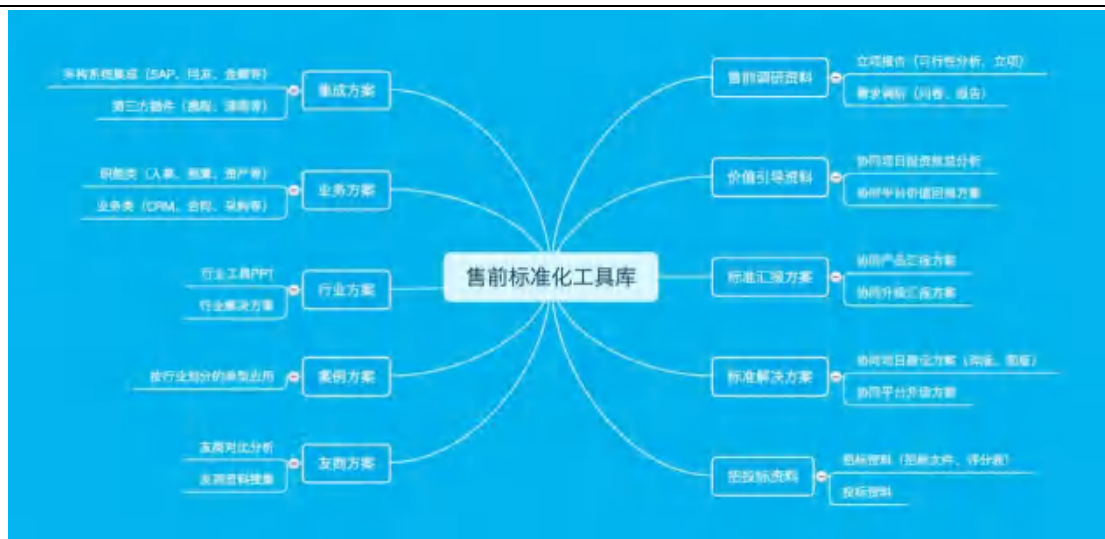 售前标准化工具库
集成方案
异构系统集成（SAP、用友、金蝶等）
第三方插件
业务方案
职能类（人事、预算、资产等）
业务类（CRM、合同、采购等）
行业方案
行业工具PPT
行业解决方案
案例方案
按行业划分的典型应用
友商方案
友商对比分析
友商资料搜集
售前调研资料
立项报告（可行性分析、立项）
需求调研（问卷、报告）
价值引导资料
协同项目投资效益分析
协同平台价值回报方案
标准汇报方案
协同产品汇报方案
协同升级汇报方案
标准解决方案
协同项目建设方案
协同平台升级方案
招投标资料
招标资料（招标文件、评分表）
投标资料